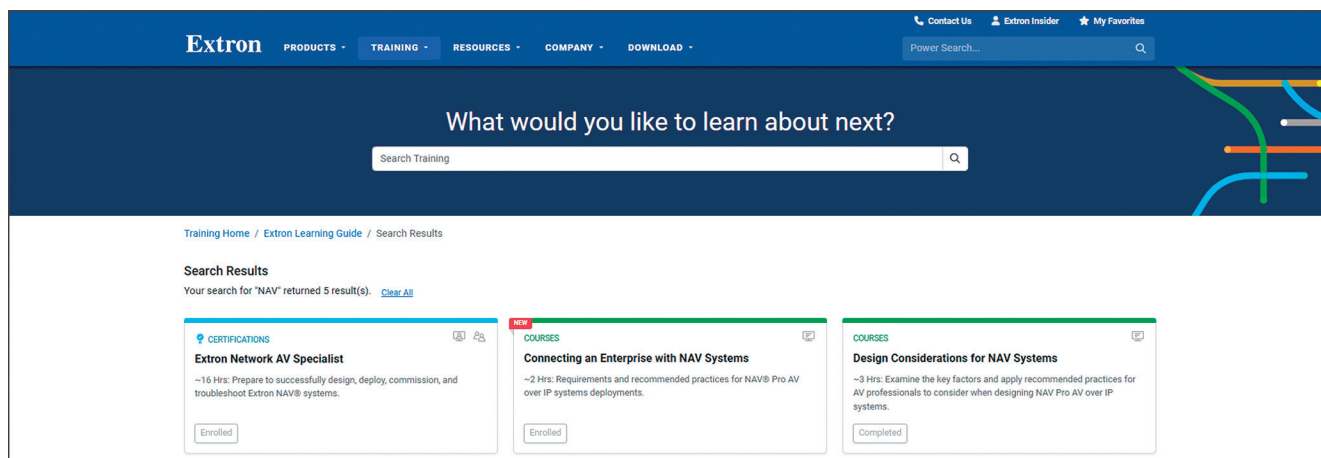 Contact Us Extron Insider My Favorites
Extron PRODUCTS TRAINING RESOURCES COMPANY DOWNLOAD Power Search...
What would you like to learn about next?
Search Training
Training Home / Extron Learning Guide / Search Results
Search Results
Your search for "NAV" returned 5 result(s). Clear All
CERTIFICATIONS
Extron Network AV Specialist
~16 Hrs: Prepare to successfully design, deploy, commission, and
troubleshoot Extron NAV® systems.
Enrolled
NEW
COURSES
Connecting an Enterprise with NAV Systems
~2 Hrs: Requirements and recommended practices for NAV® Pro AV
over IP systems deployments.
Enrolled
COURSES
Design Considerations for NAV Systems
~3 Hrs: Examine the key factors and apply recommended practices for
AV professionals to consider when designing NAV Pro AV over IP
systems.
Completed